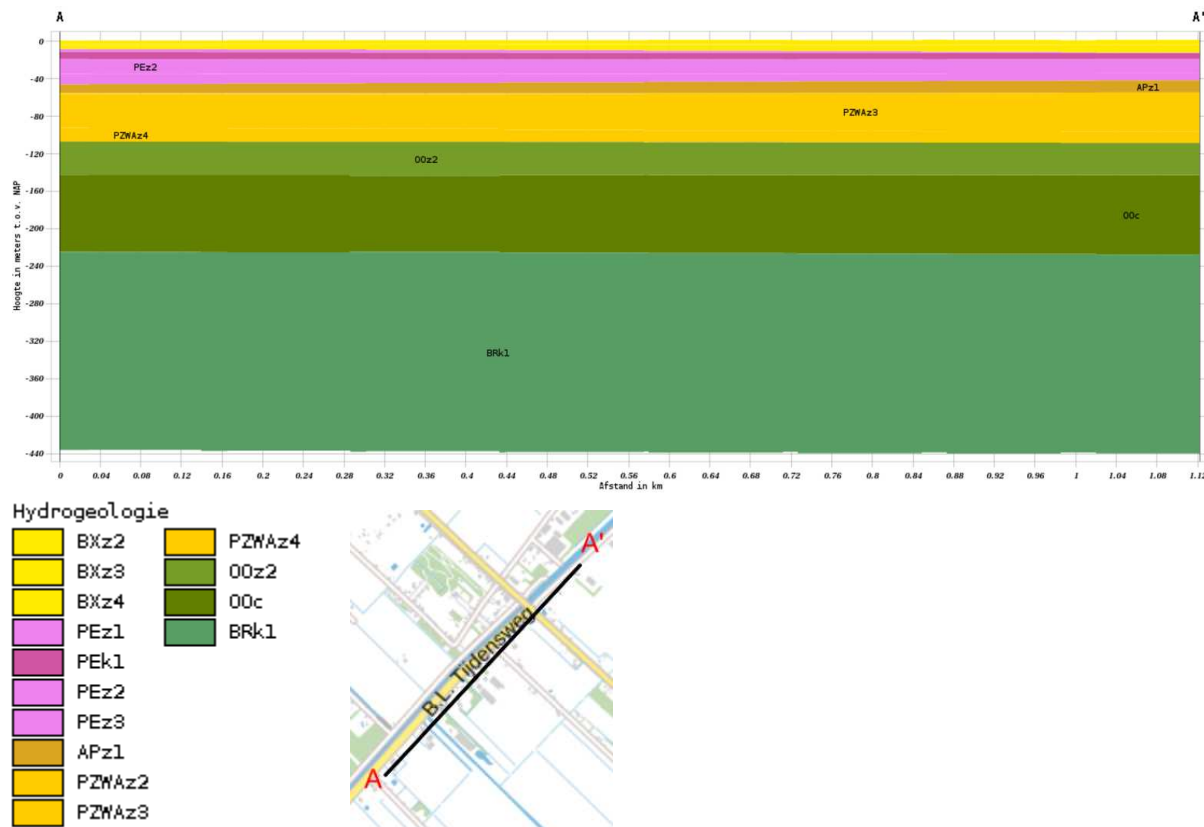 A A'
0
PEz2
-40
APz1
-80
PZWAz3
PZWAz4
-120
OOz2
-160
-200
OOc
-240
-280
-320
BRk1
-360
-400
-440
Hoogte in meters t.o.v. NAP
0 0.04 0.08 0.12 0.16 0.2 0.24 0.28 0.32 0.36 0.4 0.44 0.48 0.52 0.56 0.6 0.64 0.68 0.72 0.76 0.8 0.84 0.88 0.92 0.96 1 1.04 1.08 1.12
Afstand in km
Hydrogeologie
BXz2 PZWAz4
BXz3 OOz2
BXz4 OOc
PEz1 BRk1
PEk1
PEz2
PEz3
APz1
PZWAz2
PZWAz3
A'
B.L. Tijdensweg
A